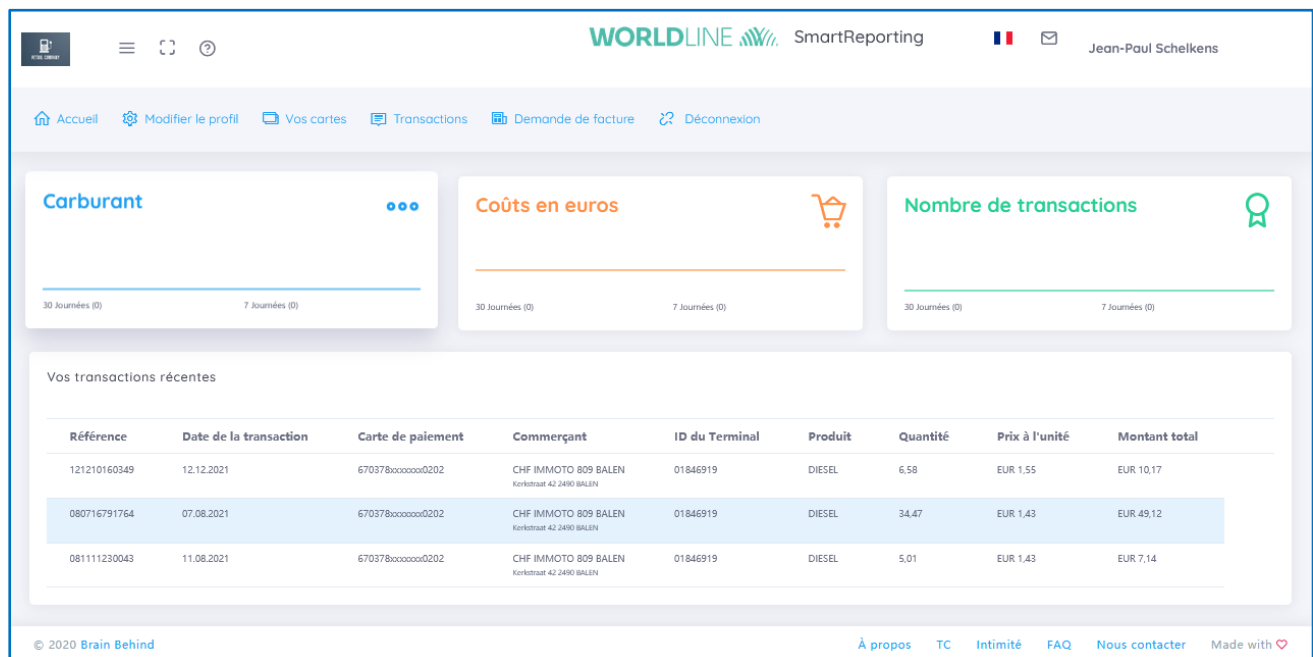 PETROL COMPANY
WORLDLINE SmartReporting
Jean-Paul Schelkens
Accueil Modifier le profil Vos cartes Transactions Demande de facture Déconnexion
Carburant
30 Journées (0) 7 Journées (0)
Coûts en euros
30 Journées (0) 7 Journées (0)
Nombre de transactions
30 Journées (0) 7 Journées (0)
Vos transactions récentes
Référence Date de la transaction Carte de paiement Commerçant ID du Terminal Produit Quantité Prix à l'unité Montant total
121210160349 12.12.2021 670378xxxxxxx0202 CHF IMMOTO 809 BALEN 01846919 DIESEL 6,58 EUR 1,55 EUR 10,17
Kerkstraat 42 2490 BALEN
080716791764 07.08.2021 670378xxxxxxx0202 CHF IMMOTO 809 BALEN 01846919 DIESEL 34,47 EUR 1,43 EUR 49,12
Kerkstraat 42 2490 BALEN
081111230043 11.08.2021 670378xxxxxxx0202 CHF IMMOTO 809 BALEN 01846919 DIESEL 5,01 EUR 1,43 EUR 7,14
Kerkstraat 42 2490 BALEN
© 2020 Brain Behind À propos TC Intimité FAQ Nous contacter Made with